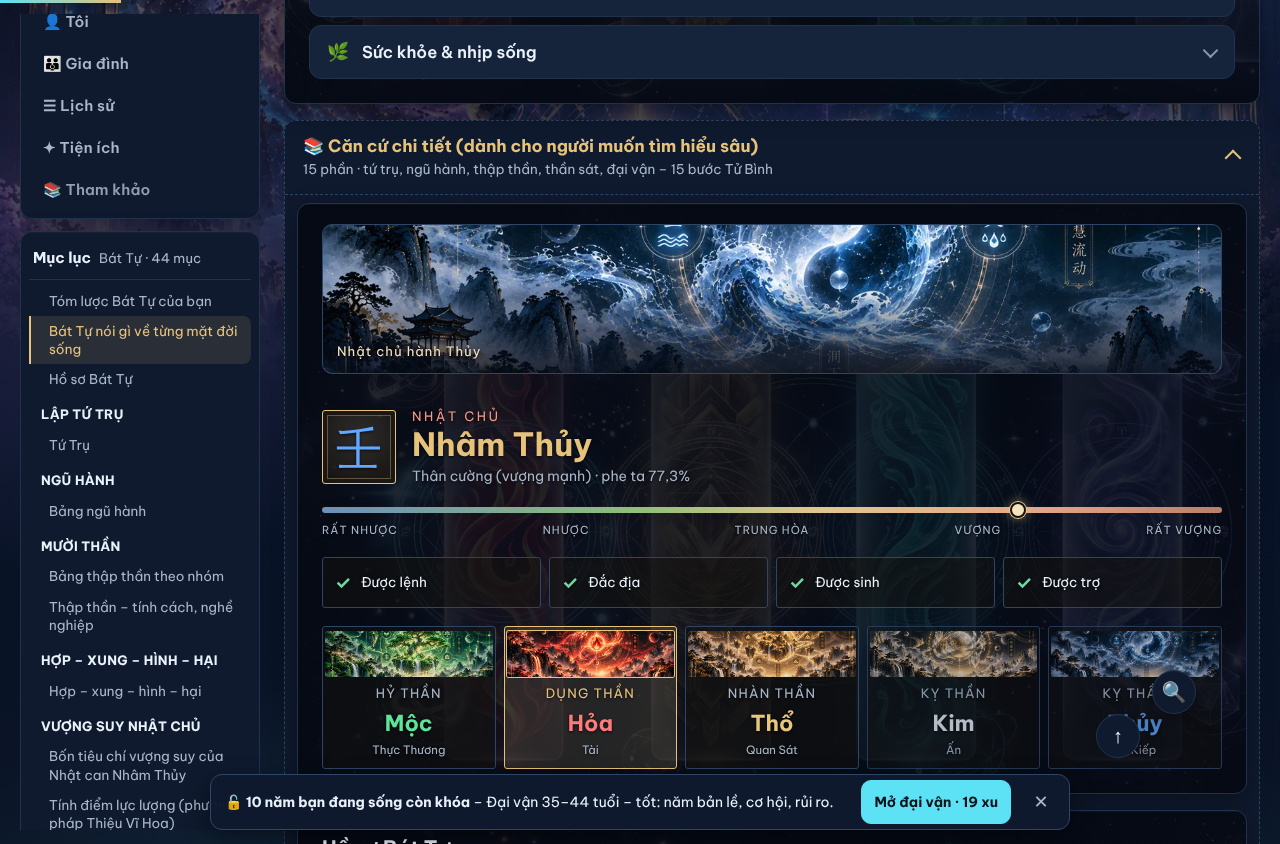 Tôi
Gia đình
Lịch sử
Tiện ích
Tham khảo
Mục lục Bát Tự · 44 mục
Tóm lược Bát Tự của bạn
Bát Tự nói gì về từng mặt đời
sống
Hồ sơ Bát Tự
LẬP TỨ TRỤ
Tứ Trụ
NGŨ HÀNH
Bảng ngũ hành
MƯỜI THẦN
Bảng thập thần theo nhóm
Thập thần – tính cách, nghề
nghiệp
HỢP – XUNG – HÌNH – HẠI
Hợp – xung – hình – hại
VƯỢNG SUY NHẬT CHỦ
Bốn tiêu chí vượng suy của
Nhật can Nhâm Thủy
Tính điểm lực lượng (phư
pháp Thiệu Vĩ Hoa)
Sức khỏe & nhịp sống
Căn cứ chi tiết (dành cho người muốn tìm hiểu sâu)
15 phần · tứ trụ, ngũ hành, thập thần, thần sát, đại vận – 15 bước Tử Bình
慧流动
Nhật chủ hành Thủy
壬
NHẬT CHỦ
Nhâm Thủy
Thân cường (vượng mạnh) · phe ta 77,3%
RẤT NHƯỢC NHƯỢC TRUNG HÒA VƯỢNG RẤT VƯỢNG
Được lệnh
Đắc địa
Được sinh
Được trợ
HỶ THẦN
Mộc
Thực Thương
DỤNG THẦN
Hỏa
Tài
NHÀN THẦN
Thổ
Quan Sát
KỴ THẦN
Kim
Ấn
10 năm bạn đang sống còn khóa – Đại vận 35–44 tuổi – tốt: năm bản lề, cơ hội, rủi ro.
Mở đại vận · 19 xu